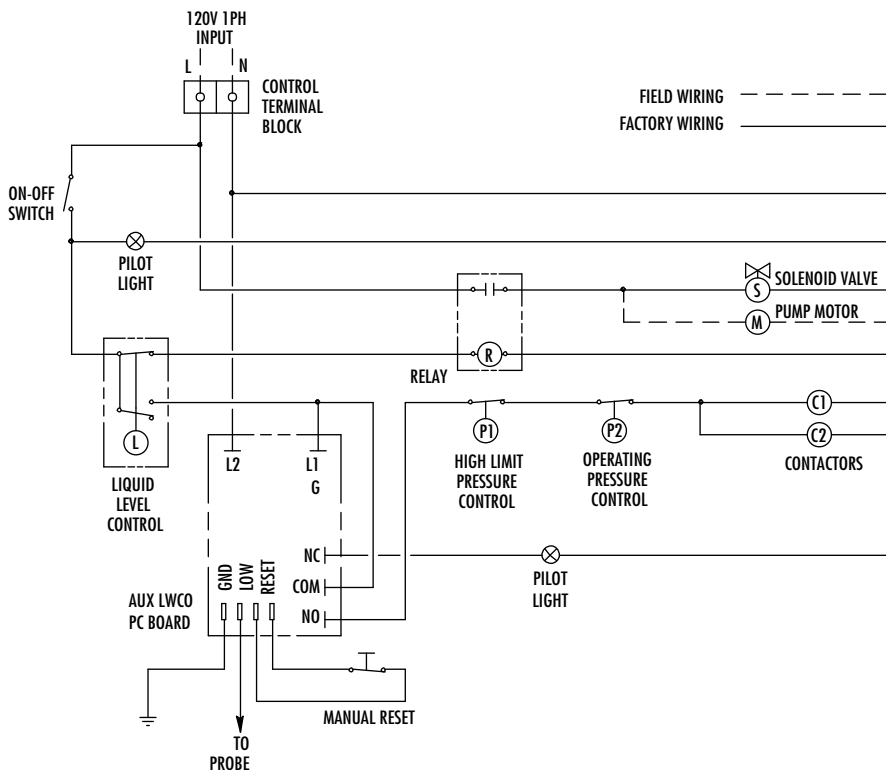 120V 1PH
INPUT
L
N
CONTROL
TERMINAL
BLOCK
FIELD WIRING
FACTORY WIRING
ON-OFF
SWITCH
PILOT
LIGHT
SOLENOID VALVE
S
PUMP MOTOR
M
R
RELAY
L
LIQUID
LEVEL
CONTROL
L2
L1
G
P1
HIGH LIMIT
PRESSURE
CONTROL
P2
OPERATING
PRESSURE
CONTROL
C1
C2
CONTACTORS
NC
COM
NO
GND
LOW
RESET
AUX LWCO
PC BOARD
PILOT
LIGHT
MANUAL RESET
TO
PROBE